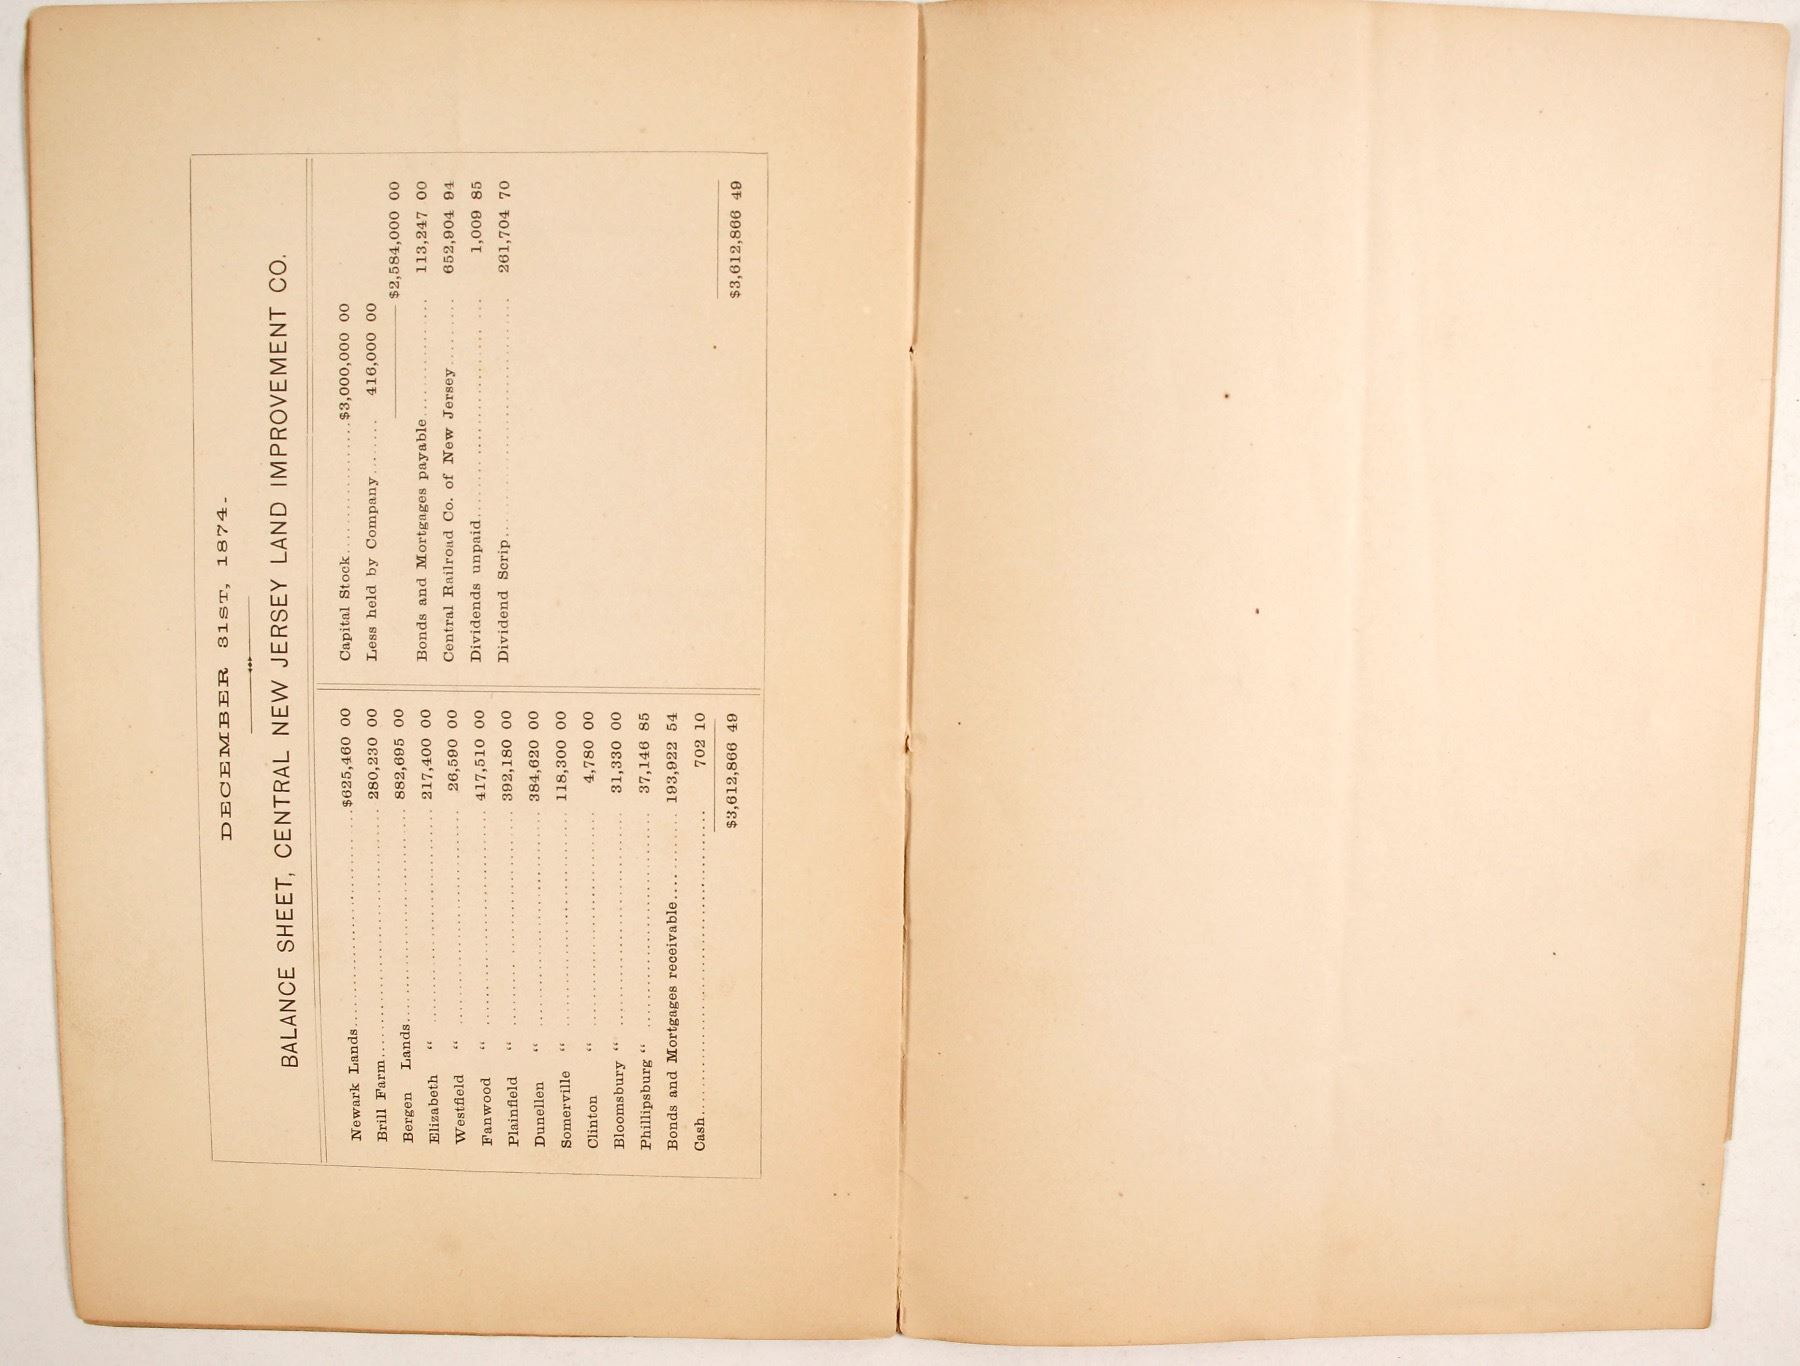 DECEMBER 31ST, 1874.
BALANCE SHEET, CENTRAL NEW JERSEY LAND IMPROVEMENT CO.
Newark Lands........ $625,460 00
Brill Farm........ 280,230 00
Bergen Lands........ 882,695 00
Elizabeth “ ........ 217,400 00
Westfield “ ........ 26,590 00
Fanwood “ ........ 417,510 00
Plainfield “ ........ 392,180 00
Dunellen “ ........ 384,620 00
Somerville “ ........ 118,300 00
Clinton “ ........ 4,780 00
Bloomsbury “ ........ 31,330 00
Phillipsburg “ ........ 37,146 85
Bonds and Mortgages receivable........ 193,922 54
Cash........ 702 10
$3,612,866 49
Capital Stock........ $3,000,000 00
Less held by Company........ 416,000 00
$2,584,000 00
Bonds and Mortgages payable........ 113,247 00
Central Railroad Co. of New Jersey........ 652,904 94
Dividends unpaid........ 1,009 85
Dividend Scrip........ 261,704 70
$3,612,866 49